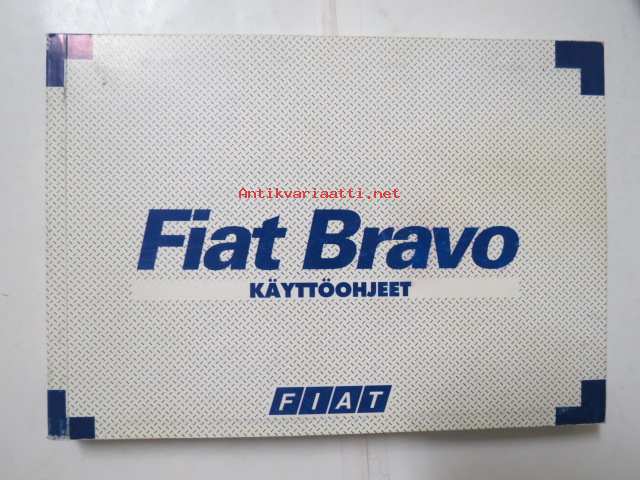 Antikvariaatti.net
Fiat Bravo
KÄYTTÖOHJEET
FIAT